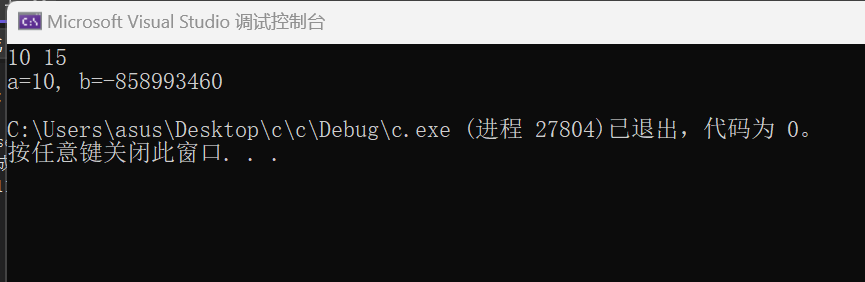 Microsoft Visual Studio 调试控制台
10 15
a=10, b=-858993460
C:\Users\asus\Desktop\c\c\Debug\c.exe (进程 27804)已退出，代码为 0。
按任意键关闭此窗口. . .